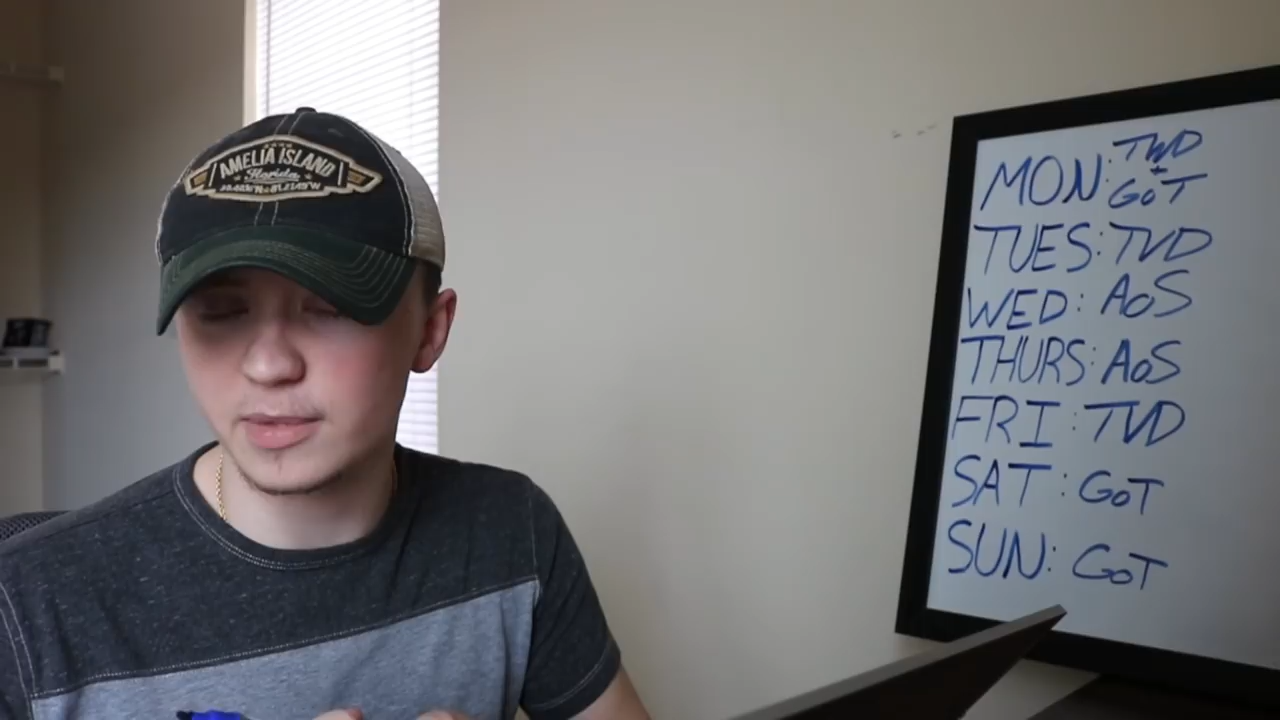 AMELIA ISLAND
Florida
MON: TWD
+
GoT
TUES: TVD
WED: AoS
THURS: AoS
FRI: TVD
SAT: GoT
SUN: GoT